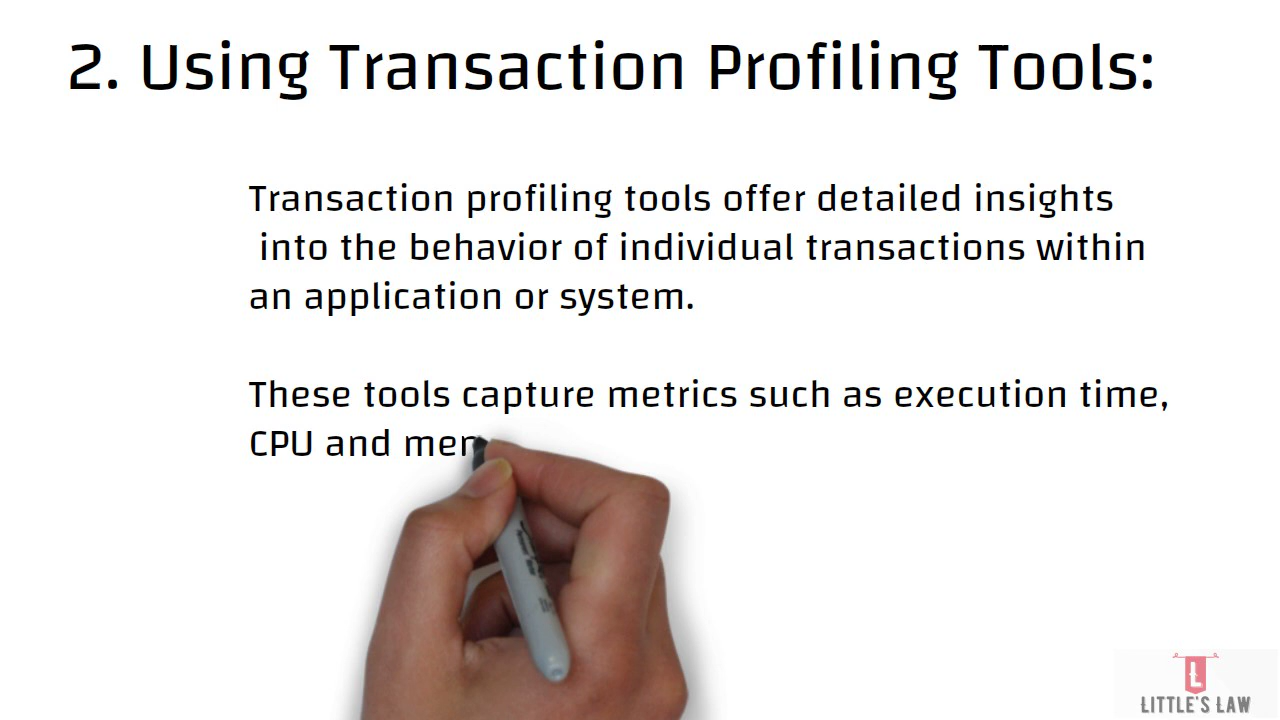 2. Using Transaction Profiling Tools:
Transaction profiling tools offer detailed insights
into the behavior of individual transactions within
an application or system.
These tools capture metrics such as execution time,
CPU and
L
LITTLE'S LAW